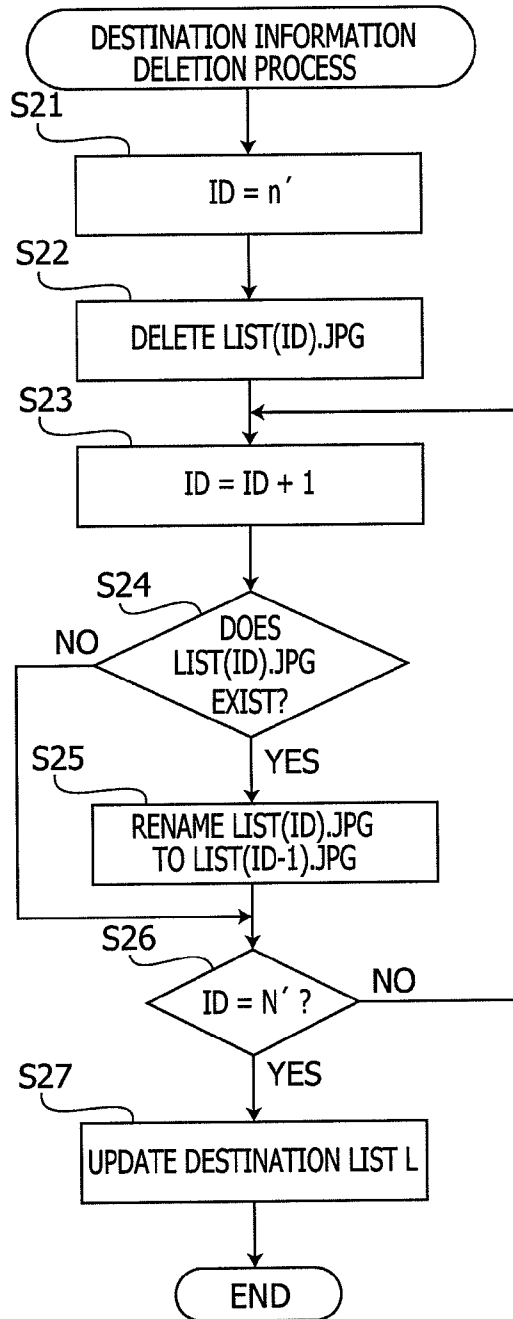 DESTINATION INFORMATION
DELETION PROCESS
S21
ID = n′
S22
DELETE LIST(ID).JPG
S23
ID = ID + 1
S24
NO
DOES
LIST(ID).JPG
EXIST?
YES
S25
RENAME LIST(ID).JPG
TO LIST(ID-1).JPG
S26
ID = N′ ?
NO
YES
S27
UPDATE DESTINATION LIST L
END